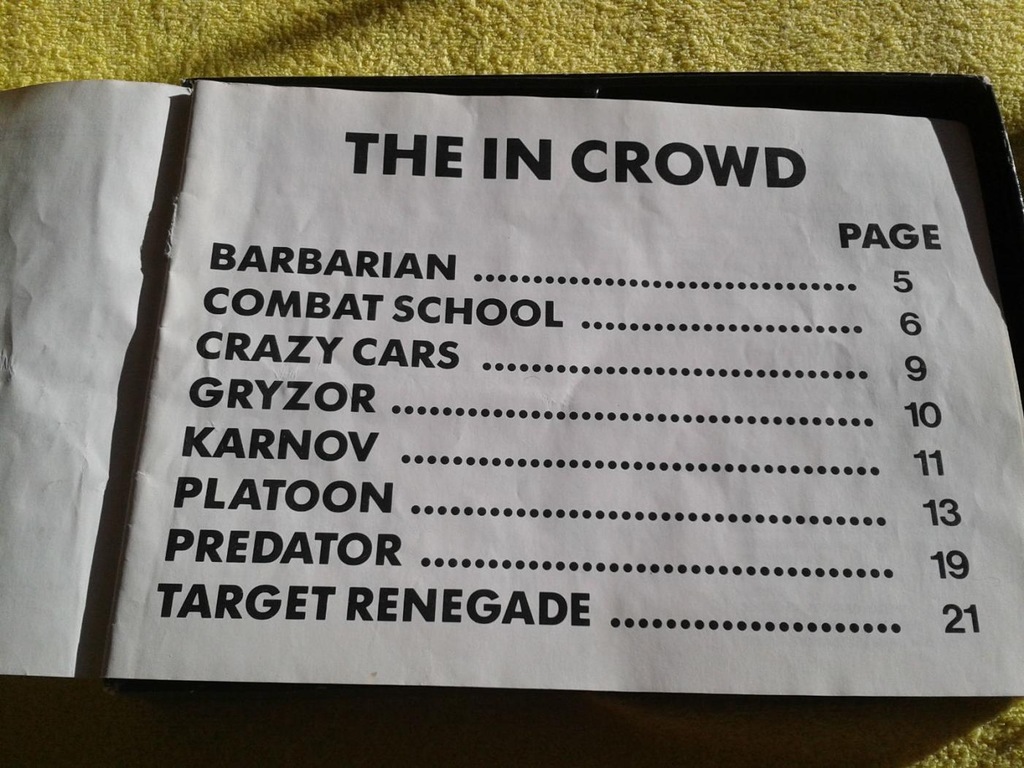 THE IN CROWD
PAGE
BARBARIAN ................................ 5
COMBAT SCHOOL ........................ 6
CRAZY CARS ................................. 9
GRYZOR ......................................... 10
KARNOV ........................................ 11
PLATOON ....................................... 13
PREDATOR ...................................... 19
TARGET RENEGADE ....................... 21